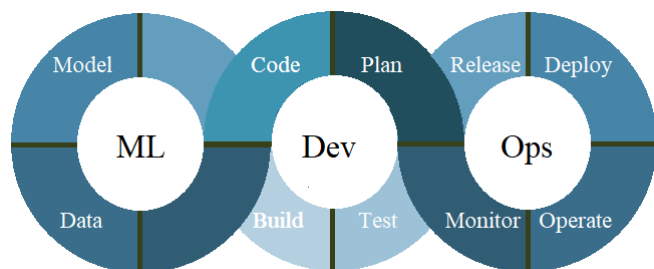 Model Code Plan Release Deploy
ML Dev Ops
Data Build Test Monitor Operate